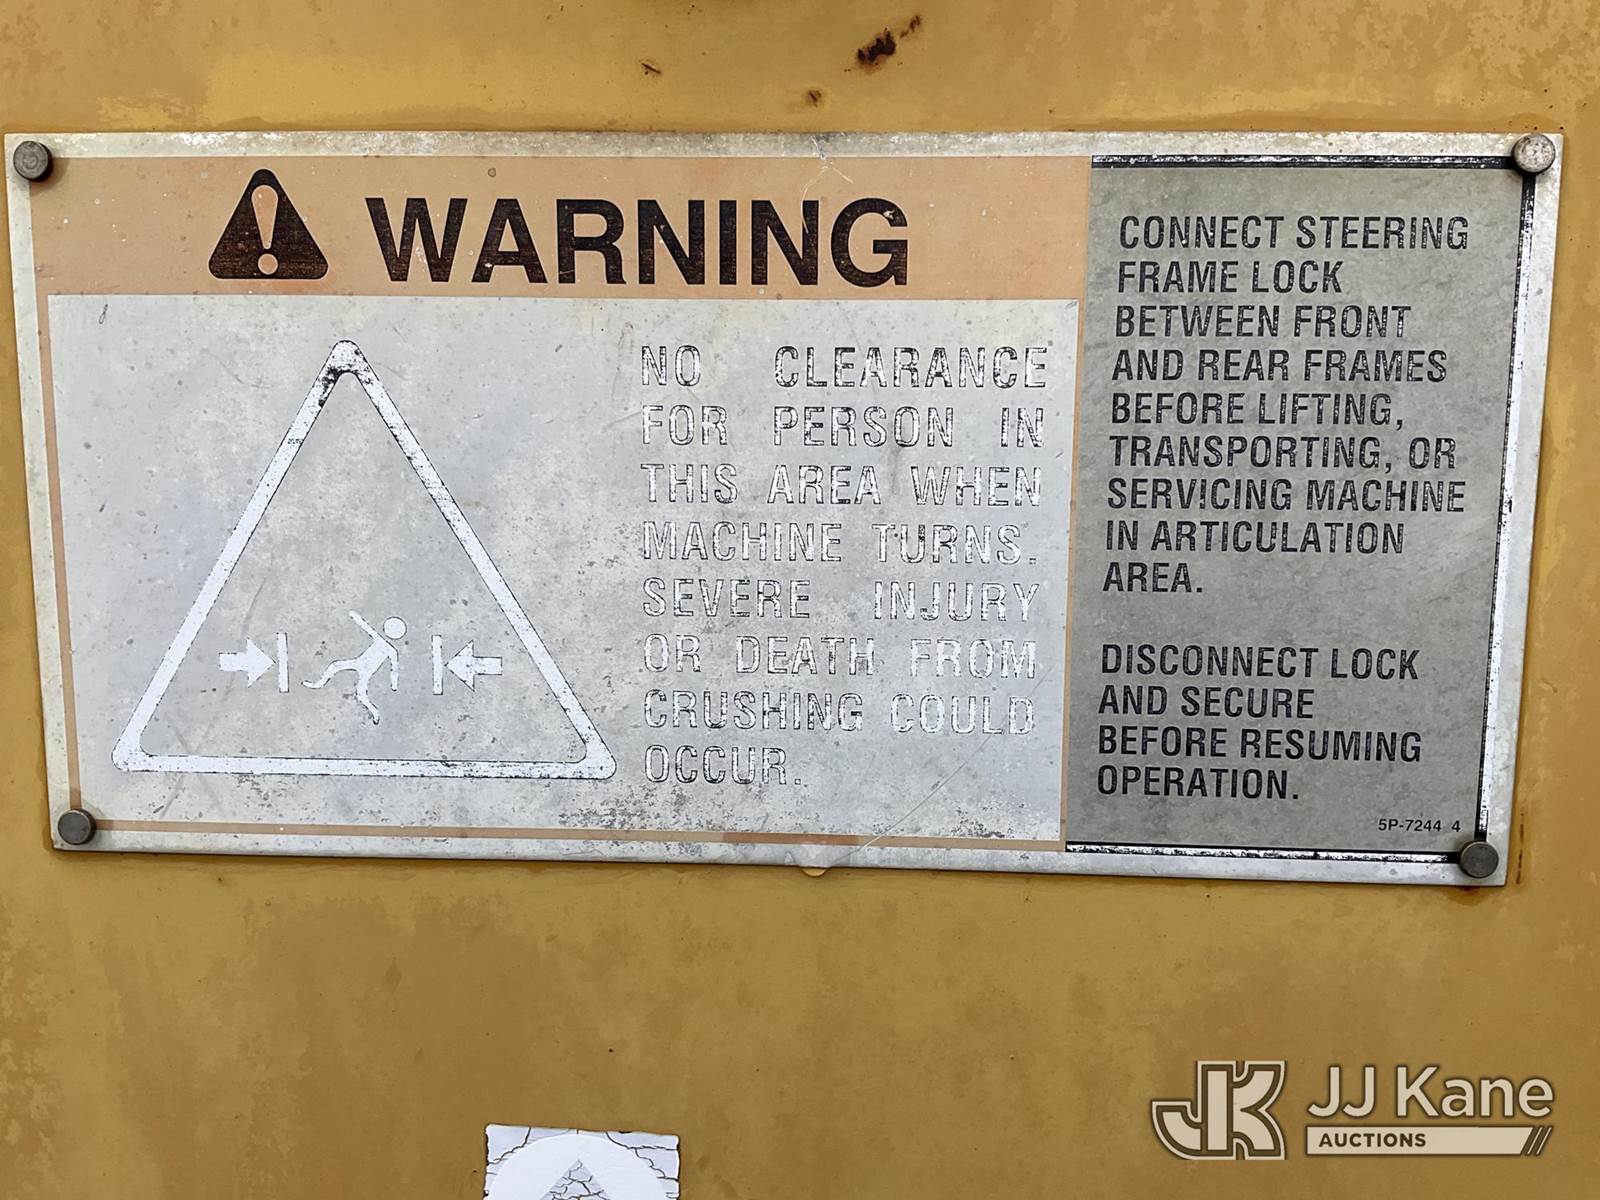 WARNING
NO CLEARANCE
FOR PERSON IN
THIS AREA WHEN
MACHINE TURNS.
SEVERE INJURY
OR DEATH FROM
CRUSHING COULD
OCCUR.
CONNECT STEERING
FRAME LOCK
BETWEEN FRONT
AND REAR FRAMES
BEFORE LIFTING,
TRANSPORTING, OR
SERVICING MACHINE
IN ARTICULATION
AREA.
DISCONNECT LOCK
AND SECURE
BEFORE RESUMING
OPERATION.
5P-7244 4
JK JJ Kane
AUCTIONS